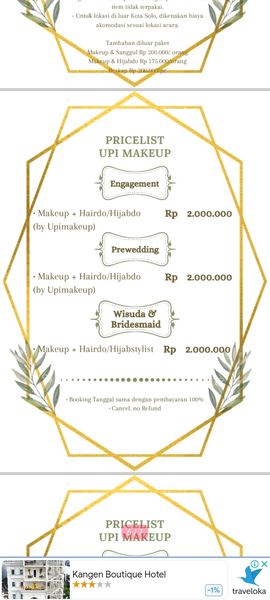 item tidak terpakai.
- Untuk lokasi di luar Kota Solo, dikenakan biaya
akomodasi sesuai lokasi acara.
Tambahan diluar paket
Makeup & Sanggul Rp 200.000/ orang
Makeup & Hijabdo Rp 175.000/orang
PRICELIST
UPI MAKEUP
Engagement
- Makeup + Hairdo/Hijabdo Rp 2.000.000
(by Upimakeup)
Prewedding
- Makeup + Hairdo/Hijabdo Rp 2.000.000
(by Upimakeup)
Wisuda &
Bridesmaid
- Makeup + Hairdo/Hijabstylist Rp 2.000.000
- Booking Tanggal sama dengan pembayaran 100%
- Cancel, no Refund
PRICELIST
UPI MAKEUP
Kangen Boutique Hotel
-1%
traveloka